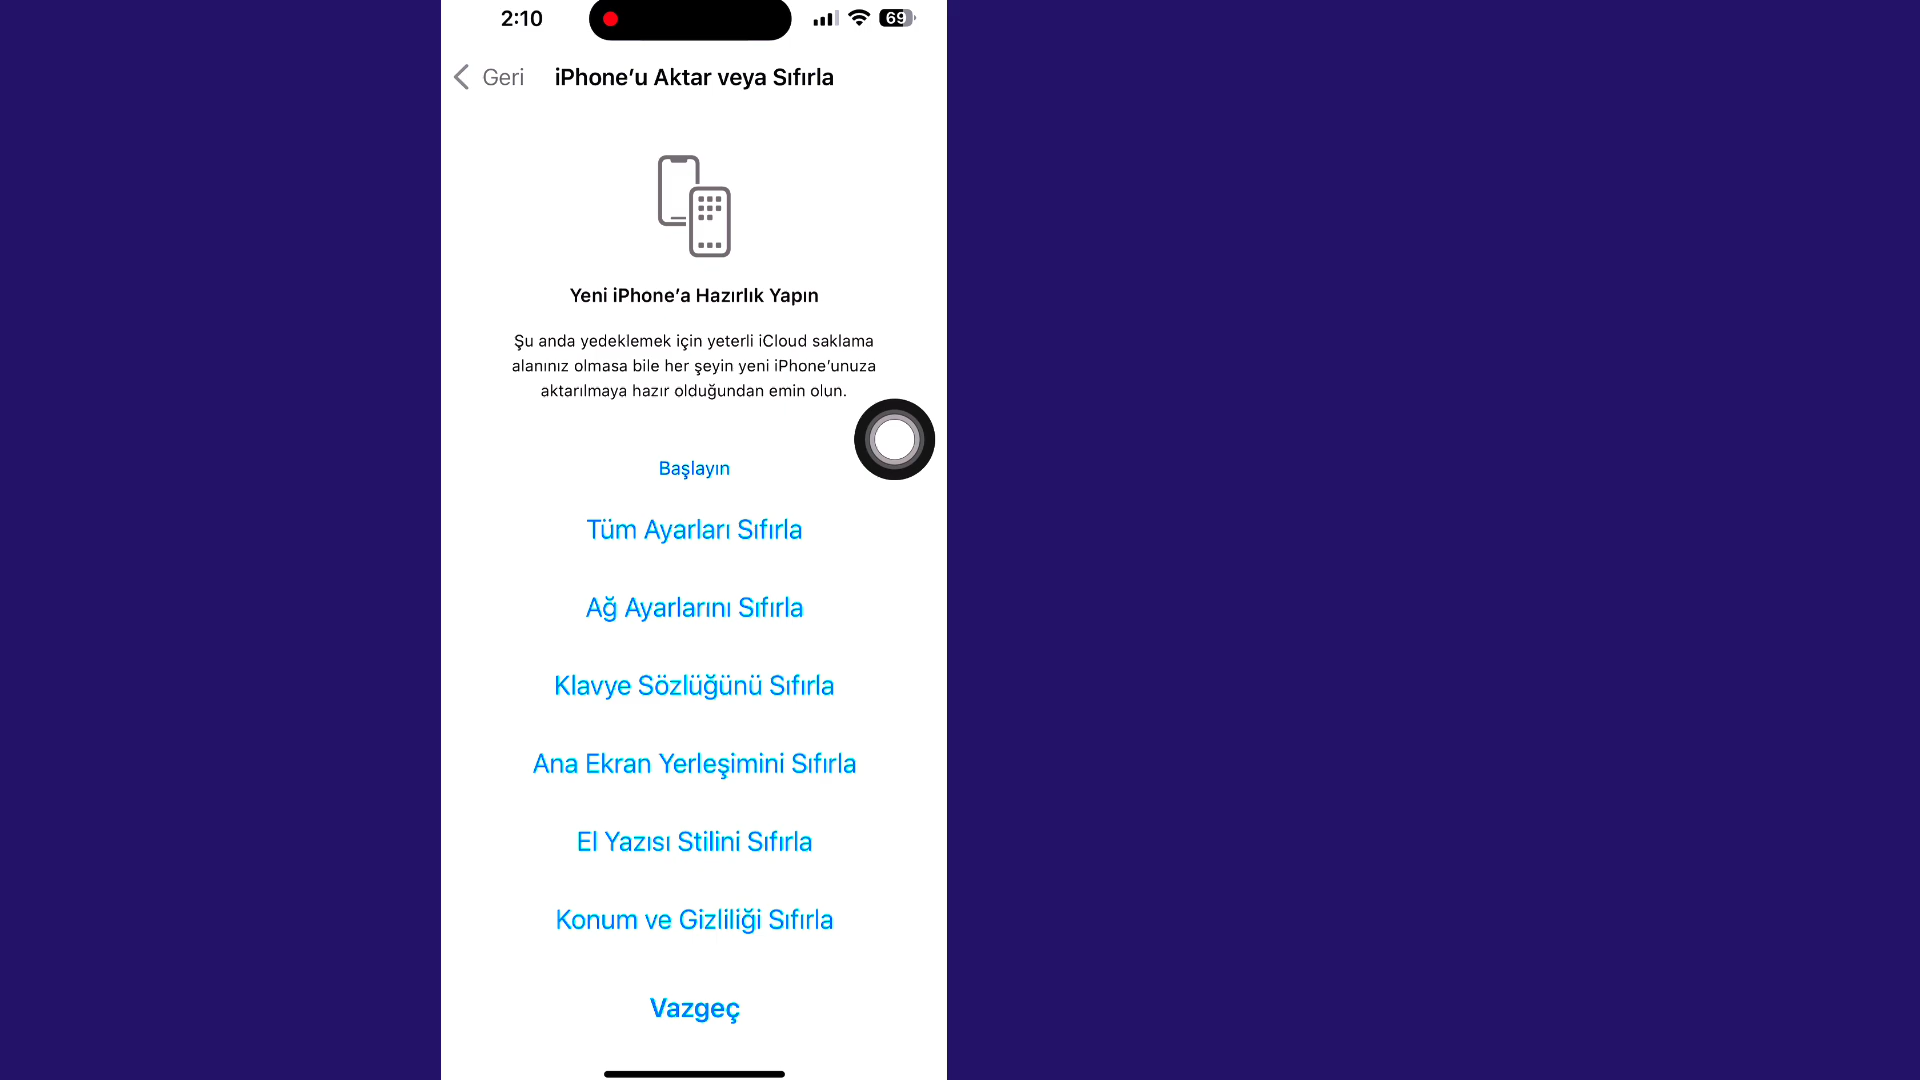 2:10
69
Geri
iPhone’u Aktar veya Sıfırla
Yeni iPhone’a Hazırlık Yapın
Şu anda yedeklemek için yeterli iCloud saklama
alanınız olmasa bile her şeyin yeni iPhone’unuza
aktarılmaya hazır olduğundan emin olun.
Başlayın
Tüm Ayarları Sıfırla
Ağ Ayarlarını Sıfırla
Klavye Sözlüğünü Sıfırla
Ana Ekran Yerleşimini Sıfırla
El Yazısı Stilini Sıfırla
Konum ve Gizliliği Sıfırla
Vazgeç